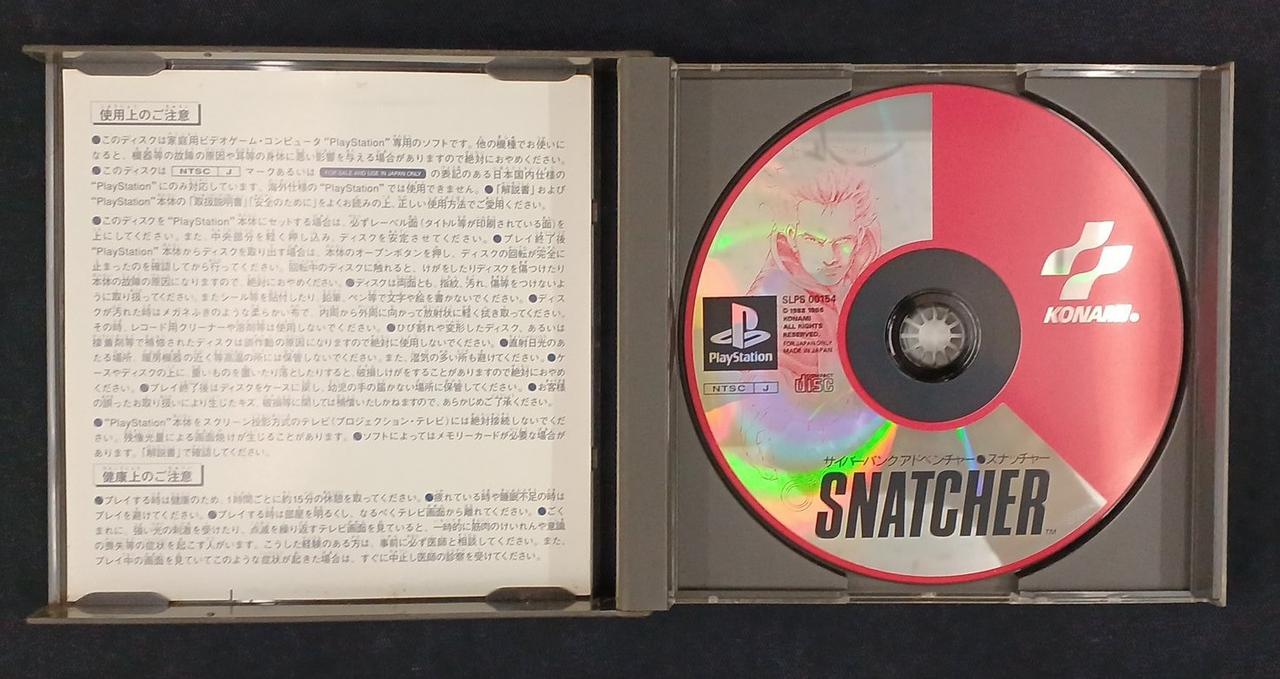 使用上のご注意
●このディスクは家庭用ビデオゲーム・コンピュータ"PlayStation"専用のソフトです。他の機種でお使いに
なると、機器等の故障の原因や耳等の身体に悪い影響を与える場合がありますので絶対におやめください。
●このディスクは NTSC J マークあるいは FOR SALE AND USE IN JAPAN ONLY の表記のある日本国内仕様の
"PlayStation"にのみ対応しています。海外仕様の"PlayStation"では使用できません。●「解説書」および
"PlayStation"本体の「取扱説明書」「安全のために」をよくお読みの上、正しい使用方法でご愛用ください。
●このディスクを"PlayStation"本体にセットする場合は、必ずレーベル面(タイトル等が印刷されている面)を
上にしてください。また、中央部分を軽く押し込み、ディスクを安定させてください。●プレイ終了後
"PlayStation"本体からディスクを取り出す場合は、本体のオープンボタンを押し、ディスクの回転が完全に
止まったのを確認してから行ってください。回転中のディスクに触れると、けがをしたりディスクを傷つけたり
本体の故障の原因になりますので、絶対におやめください。●ディスクは両面とも、指紋、汚れ、傷等をつけないよ
うに取り扱ってください。またシール等を貼付したり、鉛筆、ペン等で文字や絵を書かないでください。●ディス
クが汚れた時はメガネふきのような柔らかい布で、内周から外周に向かって放射状に軽く拭き取ってください。
その時、レコード用クリーナーや溶剤等は使用しないでください。●ひび割れや変形したディスク、あるいは
接着剤等で補修されたディスクは誤作動の原因になりますので絶対に使用しないでください。●直射日光のあ
たる場所、暖房機器の近く等高温の所には保管しないでください。また、湿気の多い所も避けてください。●ケ
ースやディスクの上に、重いものを置いたり落としたりすると、破損しけがをすることがありますので絶対におやめ
ください。●プレイ終了後はディスクをケースに戻し、幼児の手の届かない場所に保管してください。●お客様
の誤ったお取り扱いにより生じたキズ、破損等に関しては補償いたしかねますので、あらかじめご了承ください。
●"PlayStation"本体をスクリーン投影方式のテレビ(プロジェクション・テレビ)には絶対接続しないでくだ
さい。残像光量による画面焼けが生じることがあります。●ソフトによってはメモリーカードが必要な場合が
あります。「解説書」で確認してください。
健康上のご注意
●プレイする時は健康のため、1時間ごとに約15分の休憩を取ってください。●疲れている時や睡眠不足の時は
プレイを避けてください。●プレイする時は部屋を明るくし、なるべくテレビ画面から離れてください。●ごく
まれに、強い光の刺激を受けたり、点滅を繰り返すテレビ画面を見ていると、一時的に筋肉のけいれんや意識
の喪失等の症状を起こす人がいます。こうした経験のある方は、事前に必ず医師と相談してください。また、
プレイ中の画面を見ていてこのような症状が起きた場合は、すぐに中止し医師の診察を受けてください。
KONAMI
PlayStation
NTSC J
SLPS 00154
© 1988 1996
KONAMI
ALL RIGHTS
RESERVED.
FOR JAPAN ONLY
MADE IN JAPAN
COMPACT
disc
サイバーパンクアドベンチャー●スナッチャー
SNATCHER™